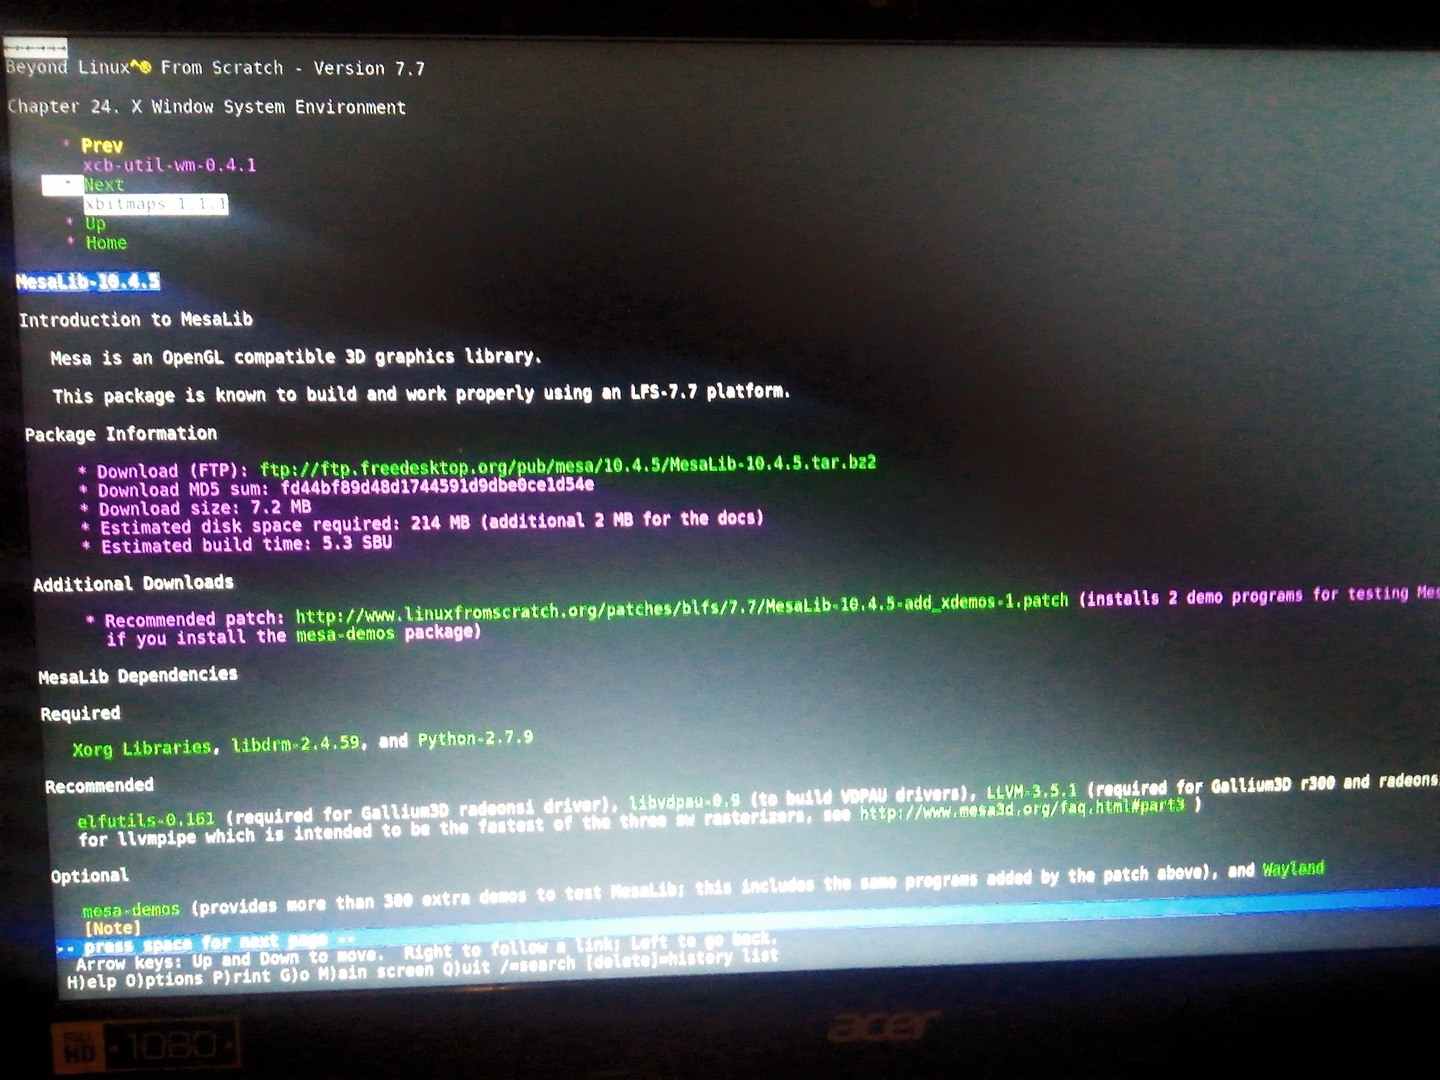 Beyond Linux^® From Scratch - Version 7.7
Chapter 24. X Window System Environment
* Prev
xcb-util-wm-0.4.1
* Next
xbitmaps-1.1.1
* Up
* Home
MesaLib-10.4.5
Introduction to MesaLib
Mesa is an OpenGL compatible 3D graphics library.
This package is known to build and work properly using an LFS-7.7 platform.
Package Information
* Download (FTP): ftp://ftp.freedesktop.org/pub/mesa/10.4.5/MesaLib-10.4.5.tar.bz2
* Download MD5 sum: fd44bf89d48d1744591d9dbe0ce1d54e
* Download size: 7.2 MB
* Estimated disk space required: 214 MB (additional 2 MB for the docs)
* Estimated build time: 5.3 SBU
Additional Downloads
* Recommended patch: http://www.linuxfromscratch.org/patches/blfs/7.7/MesaLib-10.4.5-add_xdemos-1.patch (installs 2 demo programs for testing Mes
if you install the mesa-demos package)
MesaLib Dependencies
Required
Xorg Libraries, libdrm-2.4.59, and Python-2.7.9
Recommended
elfutils-0.161 (required for Gallium3D radeonsi driver), libvdpau-0.9 (to build VDPAU drivers), LLVM-3.5.1 (required for Gallium3D r300 and radeons
for llvmpipe which is intended to be the fastest of the three sw rasterizers, see http://www.mesa3d.org/faq.html#part3 )
Optional
mesa-demos (provides more than 300 extra demos to test MesaLib; this includes the same programs added by the patch above), and Wayland
[Note]
-- press space for next page --
Arrow keys: Up and Down to move. Right to follow a link; Left to go back.
H)elp O)ptions P)rint G)o M)ain screen Q)uit /=search [delete]=history list
HD 1080
acer